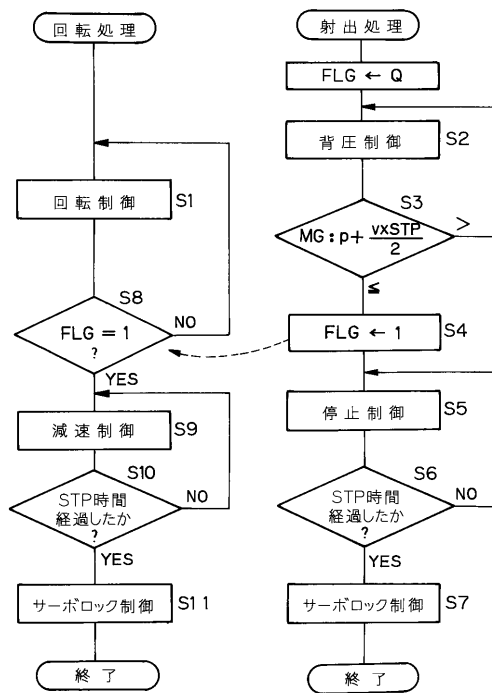 回転処理
回転制御
S1
S8
FLG = 1
?
NO
YES
減速制御
S9
S10
STP時間
経過したか
?
NO
YES
サーボロック制御
S11
終了
射出処理
FLG ← Q
背圧制御
S2
S3
MG : p + vxSTP
2
>
≦
FLG ← 1
S4
停止制御
S5
S6
STP時間
経過したか
?
NO
YES
サーボロック制御
S7
終了